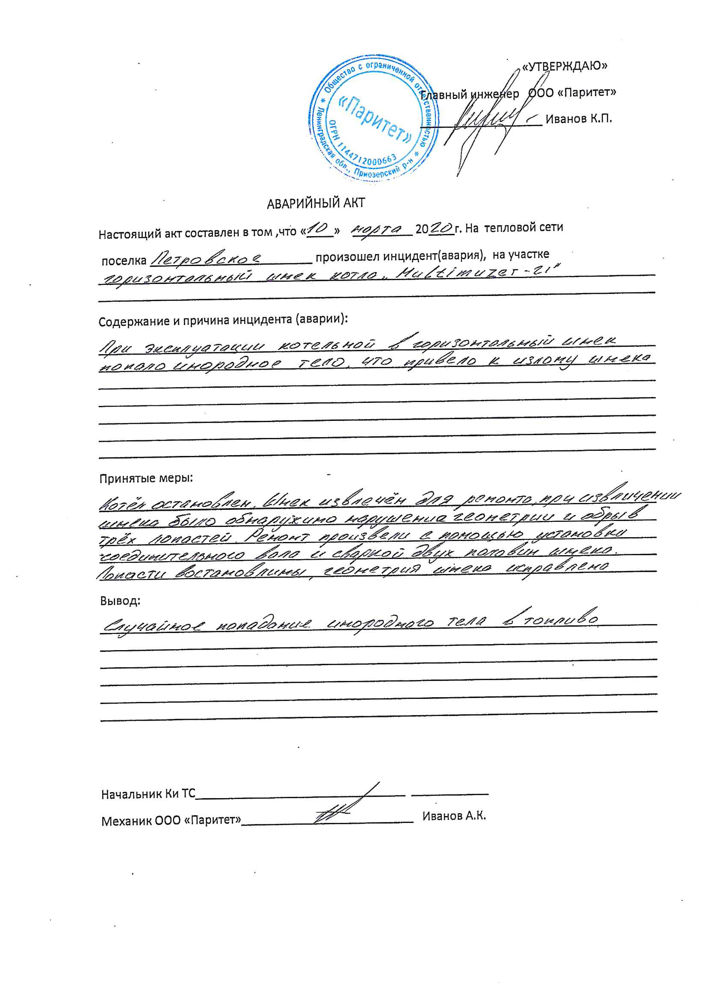 «УТВЕРЖДАЮ»
Главный инженер ООО «Паритет»
Иванов К.П.
* Общество с ограниченной ответственностью *
Ленинградская обл., Приозерский р-н
«Паритет»
ОГРН 1144712000663
АВАРИЙНЫЙ АКТ
Настоящий акт составлен в том ,что «10» марта 2020г. На тепловой сети
поселка Петровское произошел инцидент(авария), на участке
горизонтальный шнек котла „Multimuzer-21"
Содержание и причина инцидента (аварии):
При эксплуатации котельной в горизонтальный шнек
попало инородное тело, что привело к излому шнека
Принятые меры:
Котёл остановлен. Шнек извлечён для ремонта, при извличении
шнека было обнаружино нарушениа геометрии и обрыв
трёх лопастей. Ремонт произвели с помощью установки
соединительного вала и сваркой двух половин шнека.
Лопасти востановлины, геометрия шнека исправлена
Вывод:
Случайное попадание инородного тела в топливо
Начальник Ки ТС
Механик ООО «Паритет» Иванов А.К.